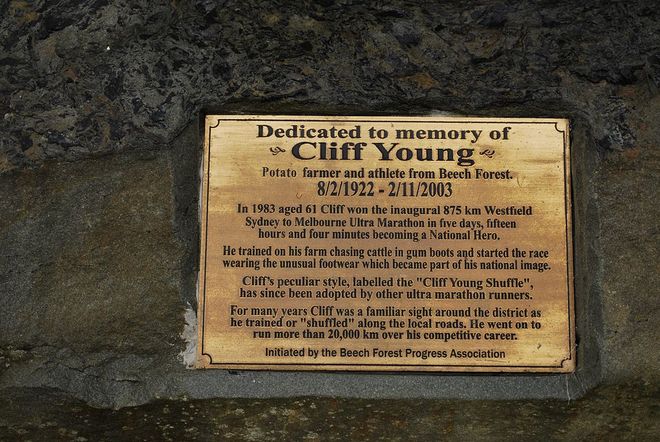 Dedicated to memory of
Cliff Young
Potato farmer and athlete from Beech Forest.
8/2/1922 - 2/11/2003
In 1983 aged 61 Cliff won the inaugural 875 km Westfield
Sydney to Melbourne Ultra Marathon in five days, fifteen
hours and four minutes becoming a National Hero.
He trained on his farm chasing cattle in gum boots and started the race
wearing the unusual footwear which became part of his national image.
Cliff's peculiar style, labelled the "Cliff Young Shuffle",
has since been adopted by other ultra marathon runners.
For many years Cliff was a familiar sight around the district as
he trained or "shuffled" along the local roads. He went on to
run more than 20,000 km over his competitive career.
Initiated by the Beech Forest Progress Association